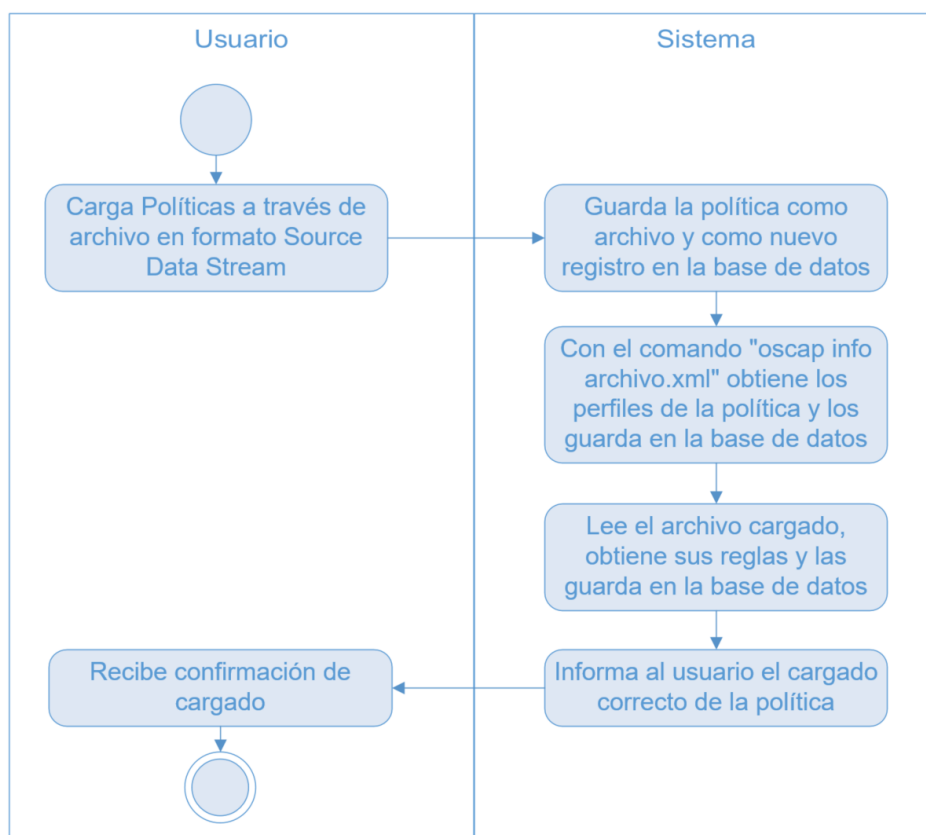 Usuario
Sistema
Carga Políticas a través de
archivo en formato Source
Data Stream
Guarda la política como
archivo y como nuevo
registro en la base de datos
Con el comando "oscap info
archivo.xml" obtiene los
perfiles de la política y los
guarda en la base de datos
Lee el archivo cargado,
obtiene sus reglas y las
guarda en la base de datos
Informa al usuario el cargado
correcto de la política
Recibe confirmación de
cargado